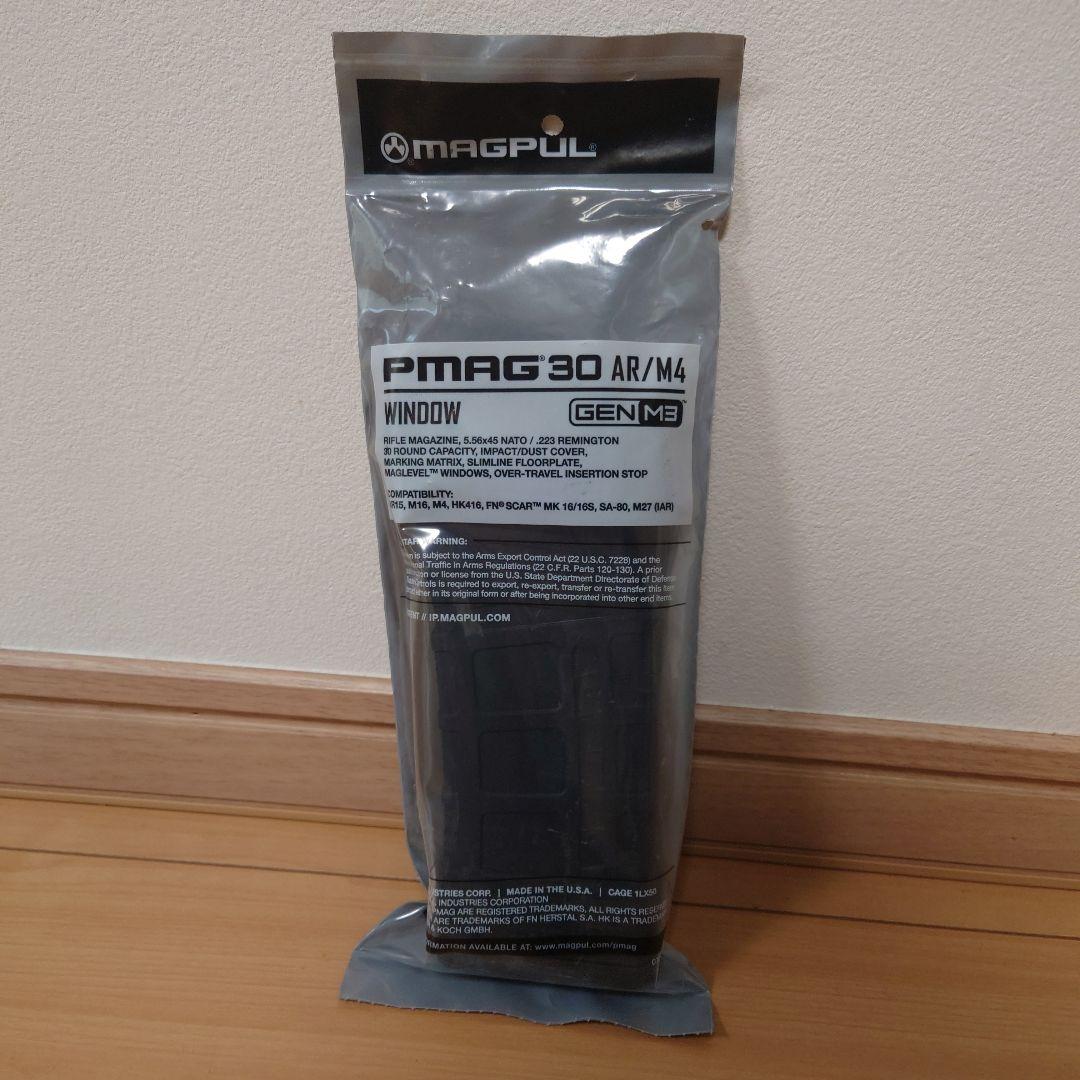 MAGPUL®
PMAG® 30 AR/M4
WINDOW
GEN M3™
RIFLE MAGAZINE, 5.56x45 NATO / .223 REMINGTON
30 ROUND CAPACITY, IMPACT/DUST COVER,
MARKING MATRIX, SLIMLINE FLOORPLATE,
MAGLEVEL™ WINDOWS, OVER-TRAVEL INSERTION STOP
COMPATIBILITY:
AR15, M16, M4, HK416, FN® SCAR™ MK 16/16S, SA-80, M27 (IAR)
WARNING:
is subject to the Arms Export Control Act (22 U.S.C. 7228) and the
Traffic in Arms Regulations (22 C.F.R. Parts 120-130). A prior
or license from the U.S. State Department Directorate of Defense
Controls is required to export, re-export, transfer or re-transfer this item
either in its original form or after being incorporated into other end items.
// IP.MAGPUL.COM
CORP. | MADE IN THE U.S.A. | CAGE 1LX50
INDUSTRIES CORPORATION
PMAG ARE REGISTERED TRADEMARKS, ALL RIGHTS
ARE TRADEMARKS OF FN HERSTAL S.A. HK IS A
& KOCH GMBH.
AVAILABLE AT: www.magpul.com/pmag